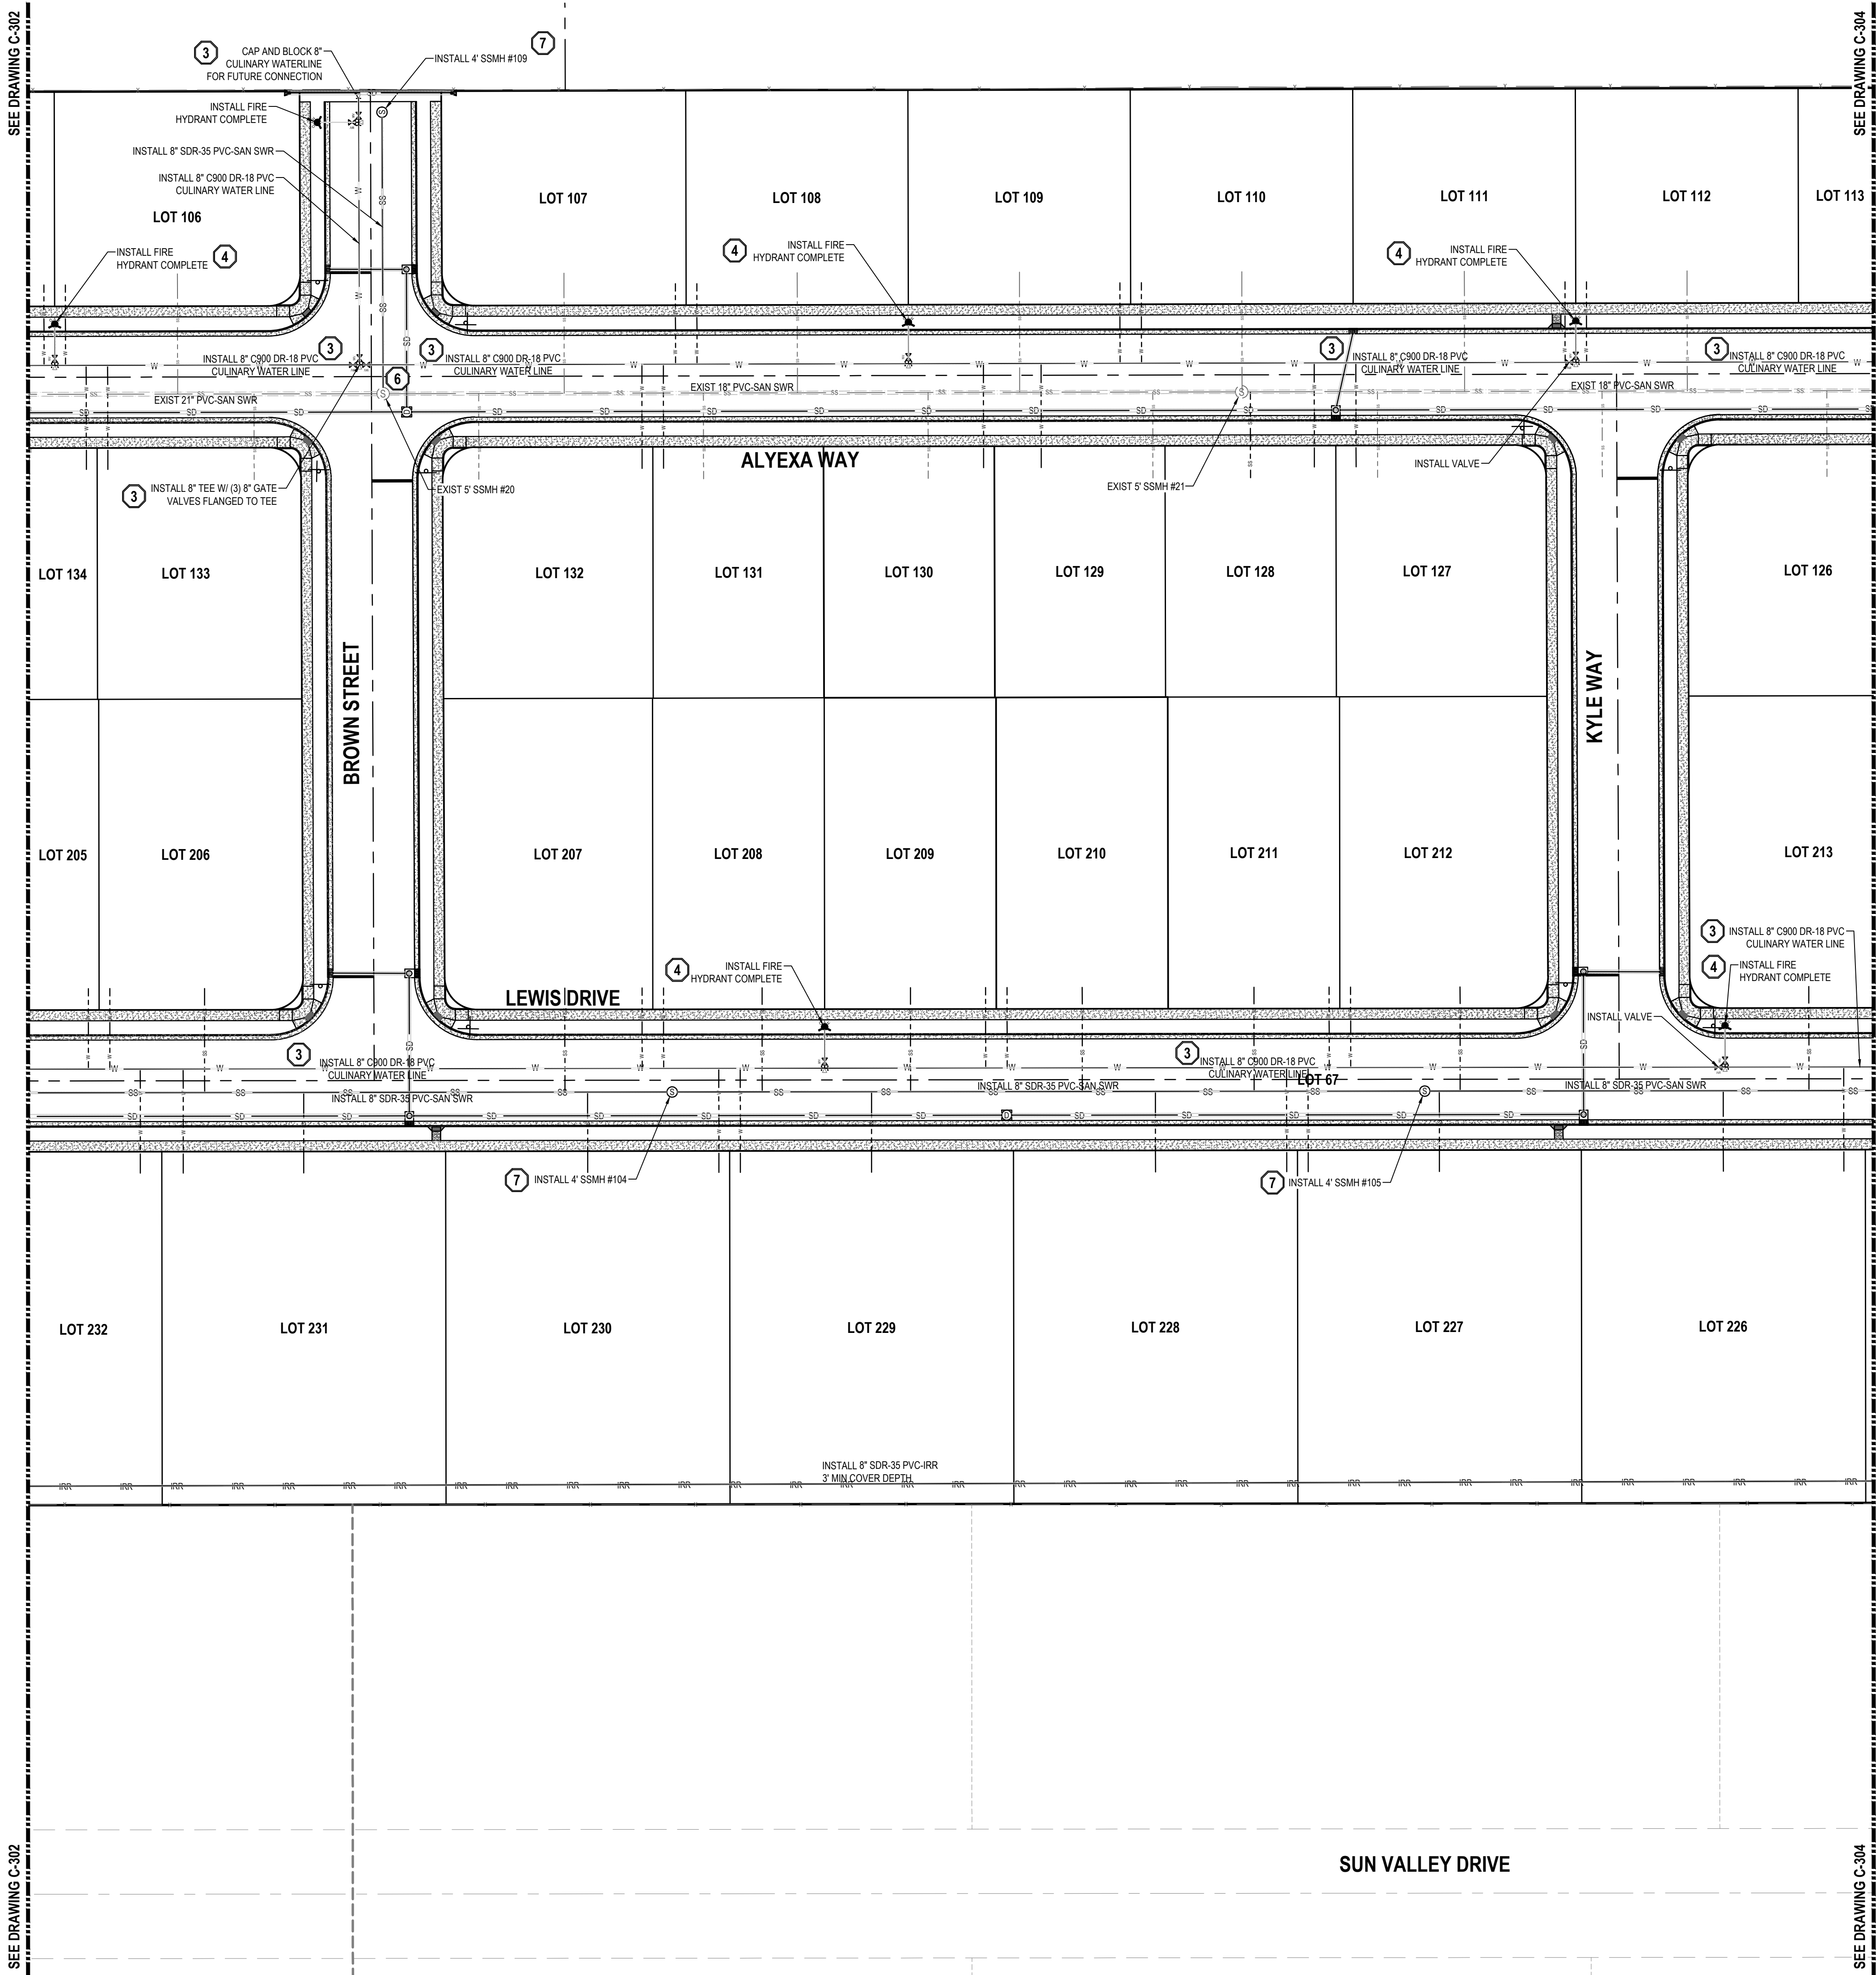 SEE DRAWING C-302
SEE DRAWING C-304
3
CAP AND BLOCK 8"
CULINARY WATERLINE
FOR FUTURE CONNECTION
INSTALL 4' SSMH #109
7
SD
INSTALL FIRE
HYDRANT COMPLETE
INSTALL 8" SDR-35 PVC-SAN SWR
INSTALL 8" C900 DR-18 PVC
CULINARY WATER LINE
LOT 106
LOT 107
LOT 108
LOT 109
LOT 110
LOT 111
LOT 112
LOT 113
INSTALL FIRE
HYDRANT COMPLETE
4
4
INSTALL FIRE
HYDRANT COMPLETE
4
INSTALL FIRE
HYDRANT COMPLETE
INSTALL 8" C900 DR-18 PVC
CULINARY WATER LINE
3
3
INSTALL 8" C900 DR-18 PVC
CULINARY WATER LINE
3
INSTALL 8" C900 DR-18 PVC
CULINARY WATER LINE
3
INSTALL 8" C900 DR-18 PVC
CULINARY WATER LINE
6
EXIST 21" PVC-SAN SWR
EXIST 18" PVC-SAN SWR
EXIST 18" PVC-SAN SWR
ALYEXA WAY
INSTALL VALVE
3
INSTALL 8" TEE W/ (3) 8" GATE
VALVES FLANGED TO TEE
EXIST 5' SSMH #20
EXIST 5' SSMH #21
LOT 134
LOT 133
LOT 132
LOT 131
LOT 130
LOT 129
LOT 128
LOT 127
LOT 126
BROWN STREET
KYLE WAY
LOT 205
LOT 206
LOT 207
LOT 208
LOT 209
LOT 210
LOT 211
LOT 212
LOT 213
3
INSTALL 8" C900 DR-18 PVC
CULINARY WATER LINE
4
INSTALL FIRE
HYDRANT COMPLETE
4
INSTALL FIRE
HYDRANT COMPLETE
LEWIS DRIVE
INSTALL VALVE
3
INSTALL 8" C900 DR-18 PVC
CULINARY WATER LINE
3
INSTALL 8" C900 DR-18 PVC
CULINARY WATER LINE
LOT 67
INSTALL 8" SDR-35 PVC-SAN SWR
INSTALL 8" SDR-35 PVC-SAN SWR
INSTALL 8" SDR-35 PVC-SAN SWR
7
INSTALL 4' SSMH #104
7
INSTALL 4' SSMH #105
LOT 232
LOT 231
LOT 230
LOT 229
LOT 228
LOT 227
LOT 226
INSTALL 8" SDR-35 PVC-IRR
3' MIN COVER DEPTH
SUN VALLEY DRIVE
SEE DRAWING C-302
SEE DRAWING C-304